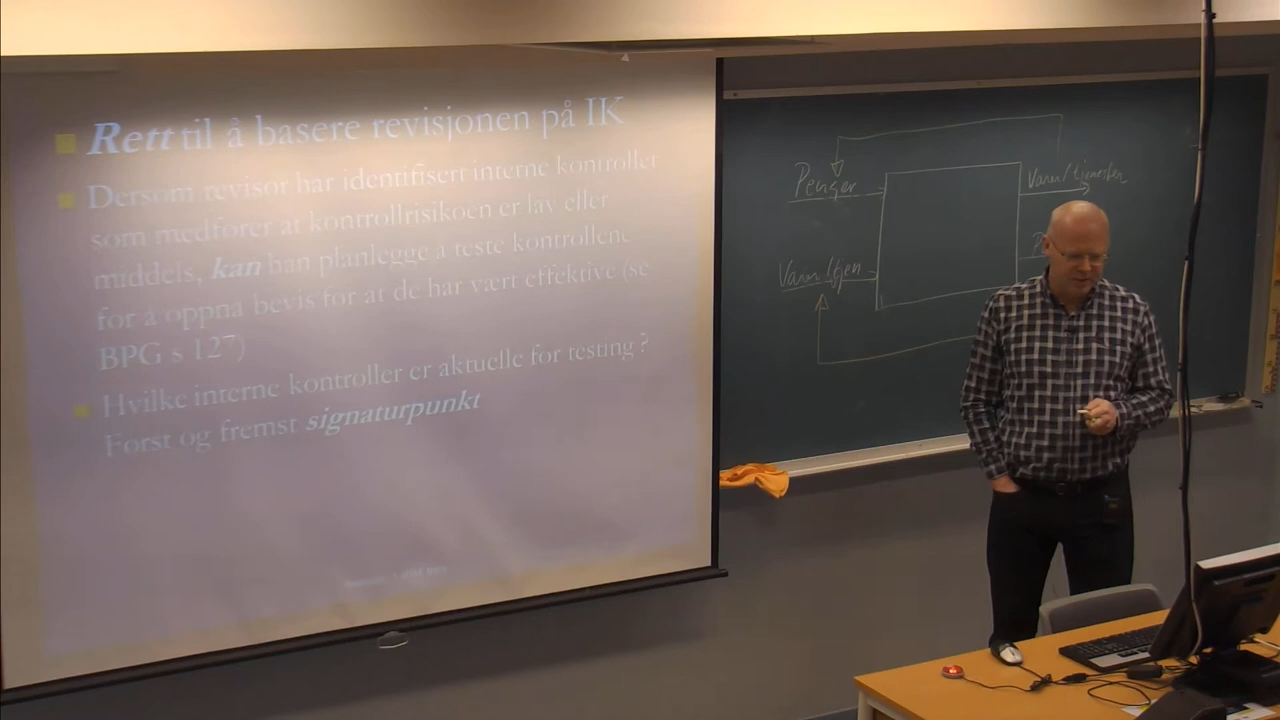 Rett til å basere revisjonen på IK
Dersom revisor har identifisert interne kontroller
som medfører at kontrollrisikoen er lav eller
middels, kan han planlegge å teste kontrollene
for å oppnå bevis for at de har vært effektive (se
BPG s 127)
Hvilke interne kontroller er aktuelle for testing ?
Først og fremst signaturpunkt
Penger
Varer/tjenester
Varer/tjen